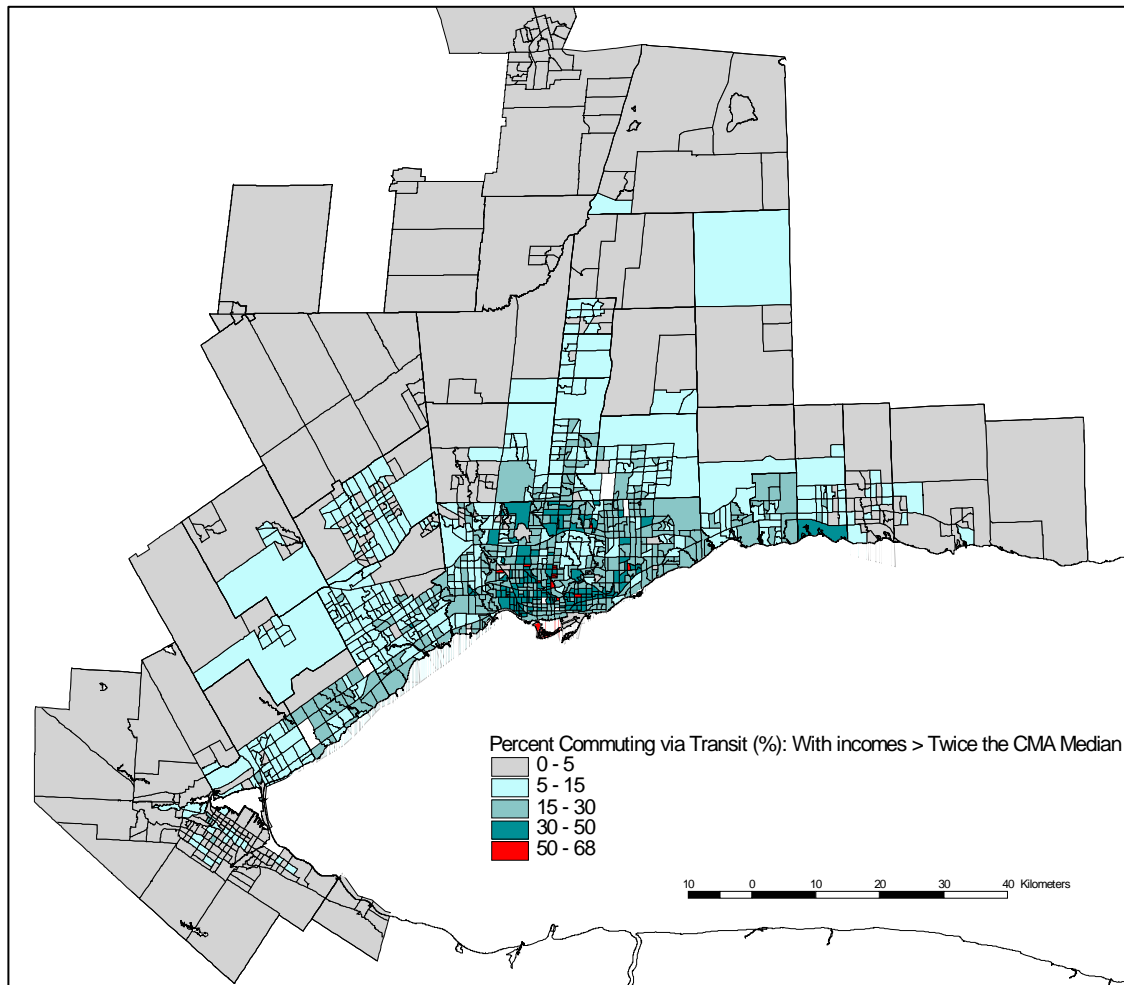 Percent Commuting via Transit (%): With incomes > Twice the CMA Median
0 - 5
5 - 15
15 - 30
30 - 50
50 - 68
10 0 10 20 30 40 Kilometers